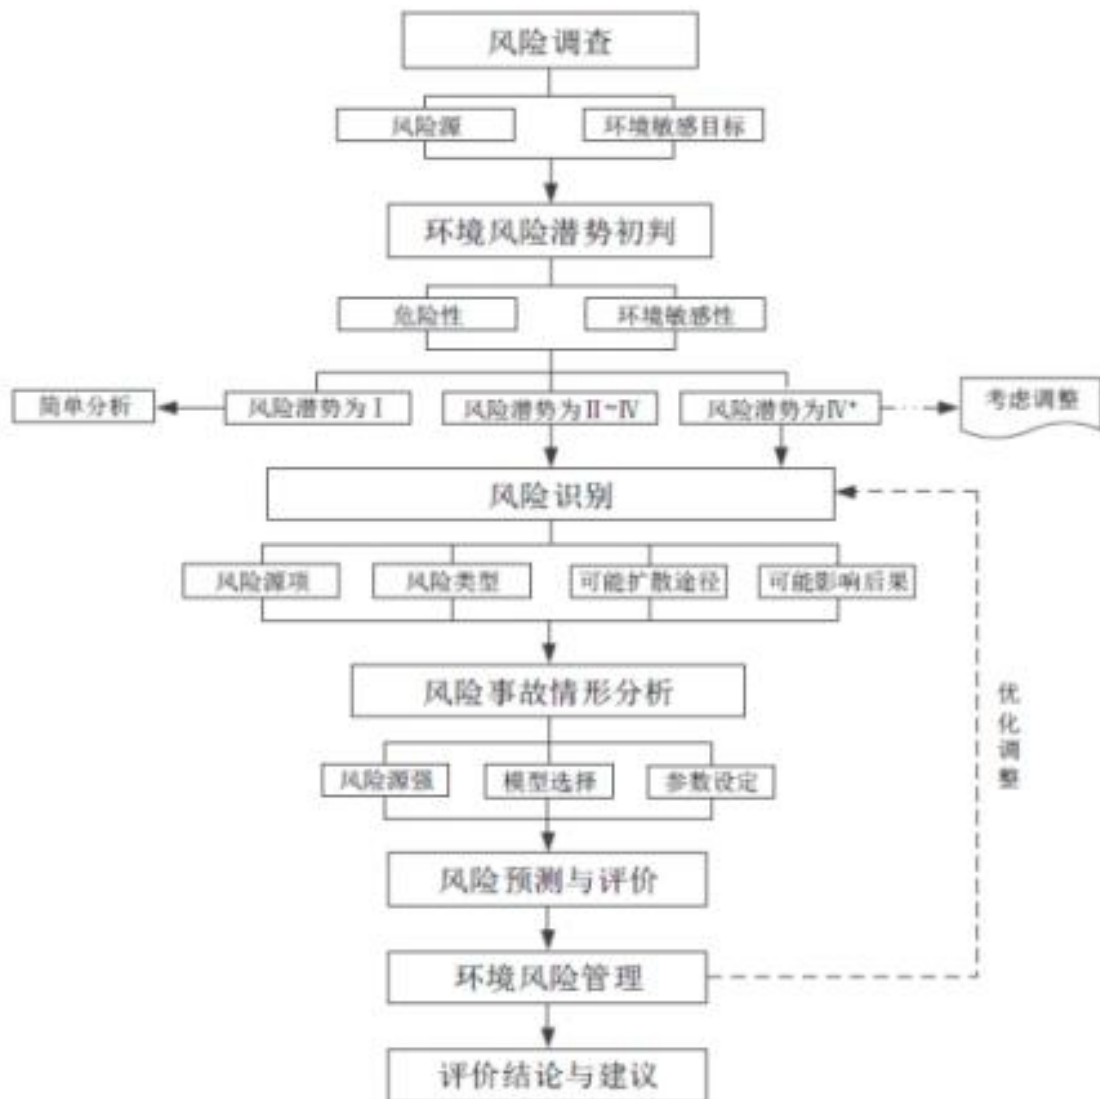 风险调查
风险源
环境敏感目标
环境风险潜势初判
危险性
环境敏感性
简单分析
风险潜势为Ⅰ
风险潜势为Ⅱ~Ⅳ
风险潜势为Ⅳ⁺
考虑调整
风险识别
风险源项
风险类型
可能扩散途径
可能影响后果
风险事故情形分析
优化调整
风险源强
模型选择
参数设定
风险预测与评价
环境风险管理
评价结论与建议